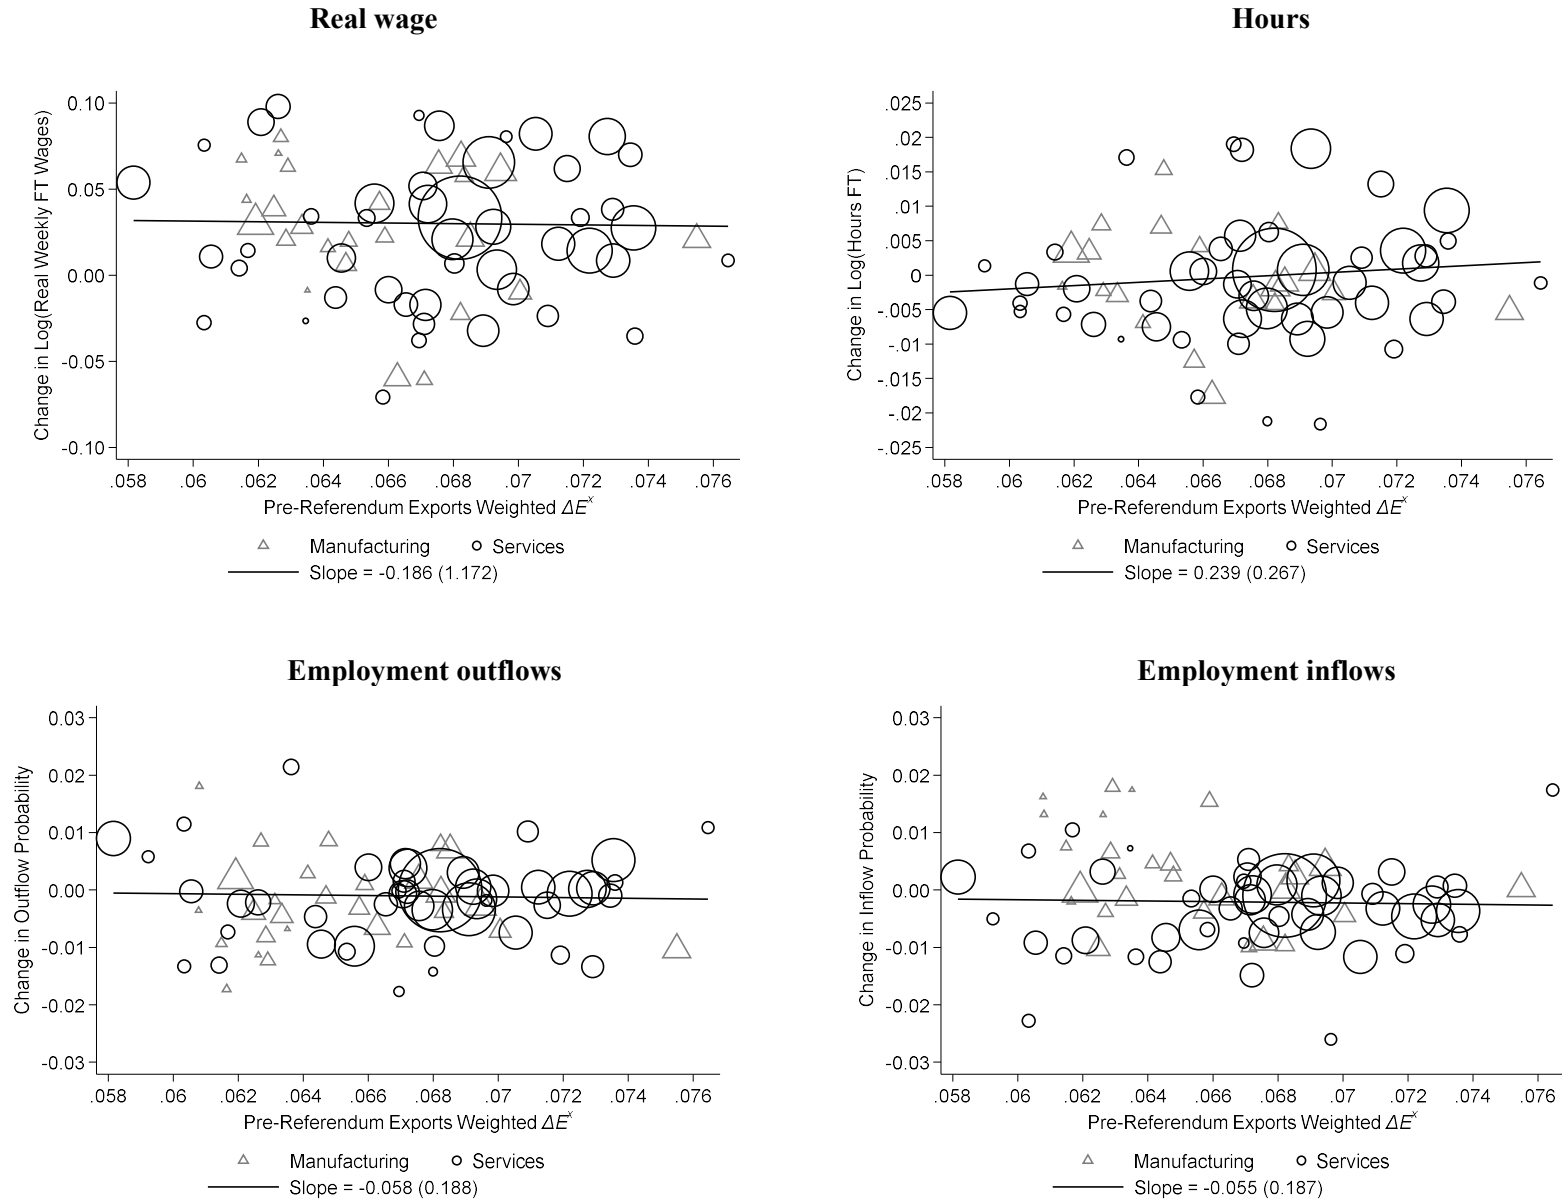 Real wage
0.10
0.05
0.00
-0.05
-0.10
Change in Log(Real Weekly FT Wages)
.058 .06 .062 .064 .066 .068 .07 .072 .074 .076
Pre-Referendum Exports Weighted ΔE^x
Manufacturing Services
Slope = -0.186 (1.172)
Hours
.025
.02
.015
.01
.005
0
-.005
-.01
-.015
-.02
-.025
Change in Log(Hours FT)
.058 .06 .062 .064 .066 .068 .07 .072 .074 .076
Pre-Referendum Exports Weighted ΔE^x
Manufacturing Services
Slope = 0.239 (0.267)
Employment outflows
0.03
0.02
0.01
0.00
-0.01
-0.02
-0.03
Change in Outflow Probability
.058 .06 .062 .064 .066 .068 .07 .072 .074 .076
Pre-Referendum Exports Weighted ΔE^x
Manufacturing Services
Slope = -0.058 (0.188)
Employment inflows
0.03
0.02
0.01
0.00
-0.01
-0.02
-0.03
Change in Inflow Probability
.058 .06 .062 .064 .066 .068 .07 .072 .074 .076
Pre-Referendum Exports Weighted ΔE^x
Manufacturing Services
Slope = -0.055 (0.187)